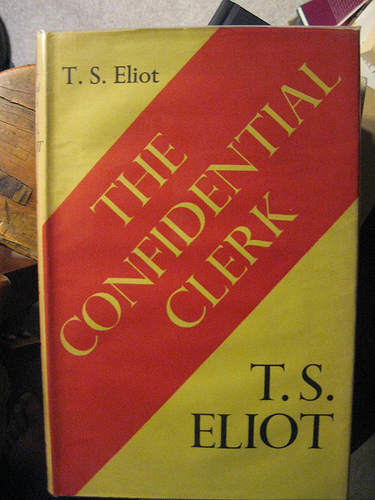 T. S. Eliot
THE
CONFIDENTIAL
CLERK
T. S.
ELIOT